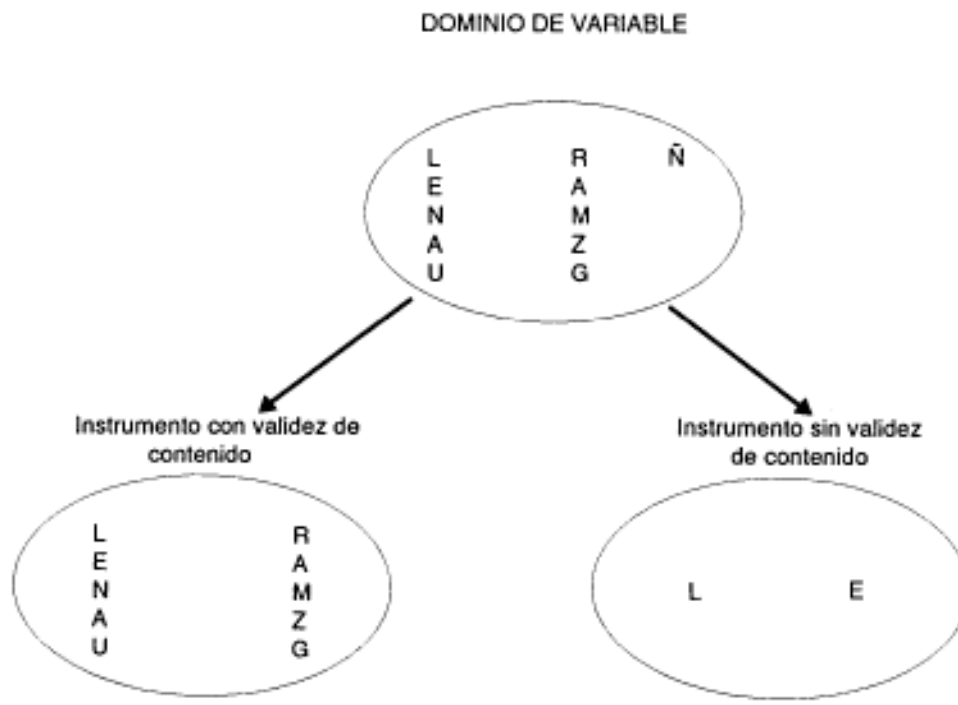 DOMINIO DE VARIABLE
L R Ñ
E A
N M
A Z
U G
Instrumento con validez de
contenido
L R
E A
N M
A Z
U G
Instrumento sin validez
de contenido
L E